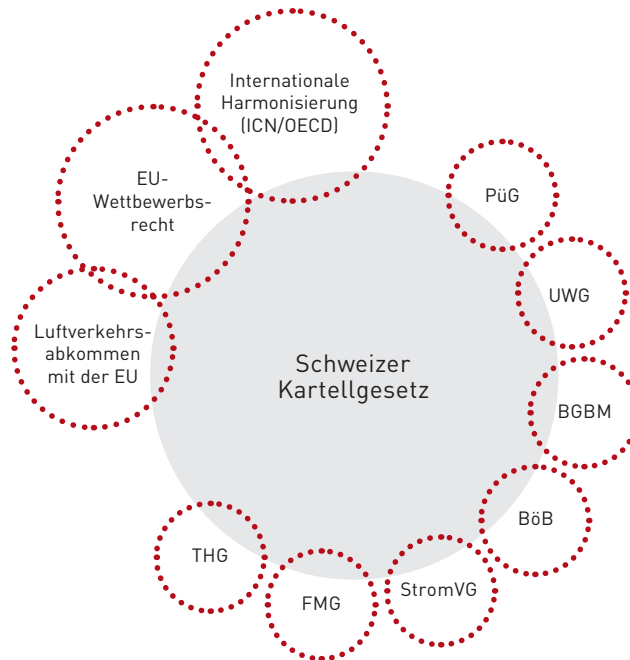 Internationale
Harmonisierung
(ICN/OECD)
EU-
Wettbewerbs-
recht
Luftverkehrs-
abkommen
mit der EU
Schweizer
Kartellgesetz
PüG
UWG
BGBM
BöB
StromVG
FMG
THG